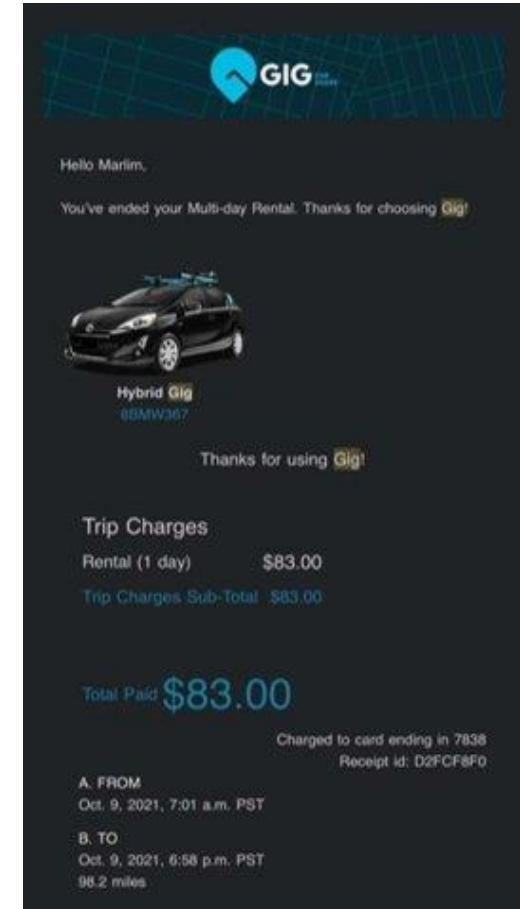 GIG CAR SHARE
Hello Marlim,
You've ended your Multi-day Rental. Thanks for choosing Gig!
Hybrid Gig
8BMW367
Thanks for using Gig!
Trip Charges
Rental (1 day) $83.00
Trip Charges Sub-Total $83.00
Total Paid $83.00
Charged to card ending in 7838
Receipt id: D2FCF8F0
A. FROM
Oct. 9, 2021, 7:01 a.m. PST
B. TO
Oct. 9, 2021, 6:58 p.m. PST
98.2 miles